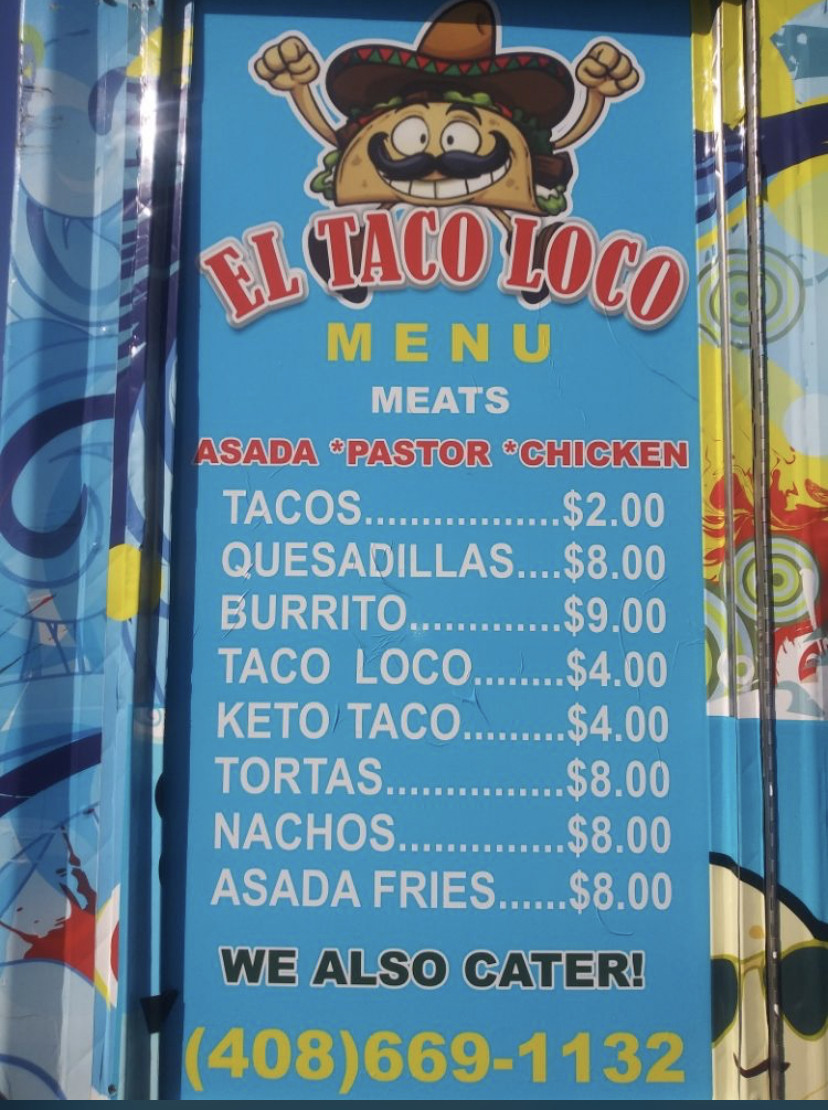 EL TACO LOCO
MENU
MEATS
ASADA *PASTOR *CHICKEN
TACOS.................$2.00
QUESADILLAS....$8.00
BURRITO.............$9.00
TACO LOCO........$4.00
KETO TACO.........$4.00
TORTAS................$8.00
NACHOS...............$8.00
ASADA FRIES......$8.00
WE ALSO CATER!
(408)669-1132